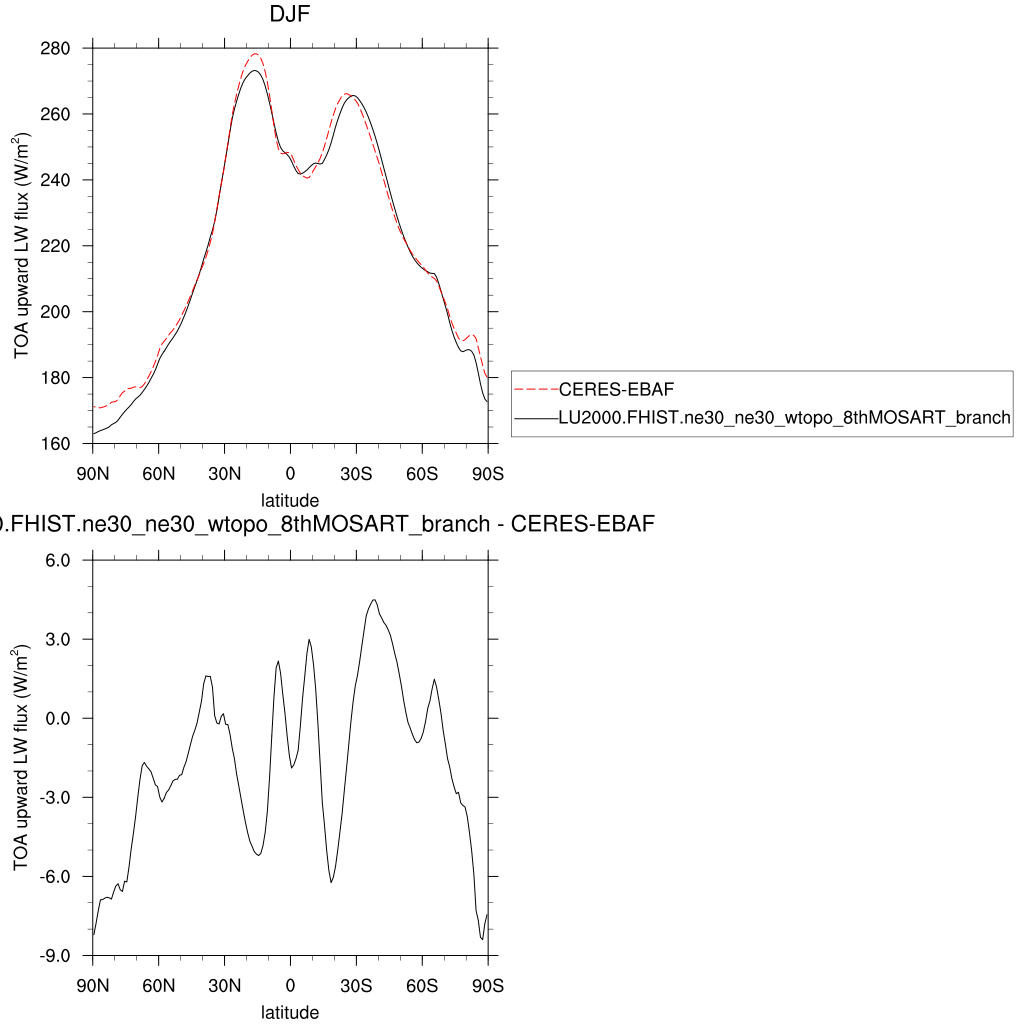 DJF
280
260
240
220
200
180
160
TOA upward LW flux (W/m²)
90N 60N 30N 0 30S 60S 90S
latitude
CERES-EBAF
LU2000.FHIST.ne30_ne30_wtopo_8thMOSART_branch
0.FHIST.ne30_ne30_wtopo_8thMOSART_branch - CERES-EBAF
6.0
3.0
0.0
-3.0
-6.0
-9.0
TOA upward LW flux (W/m²)
90N 60N 30N 0 30S 60S 90S
latitude